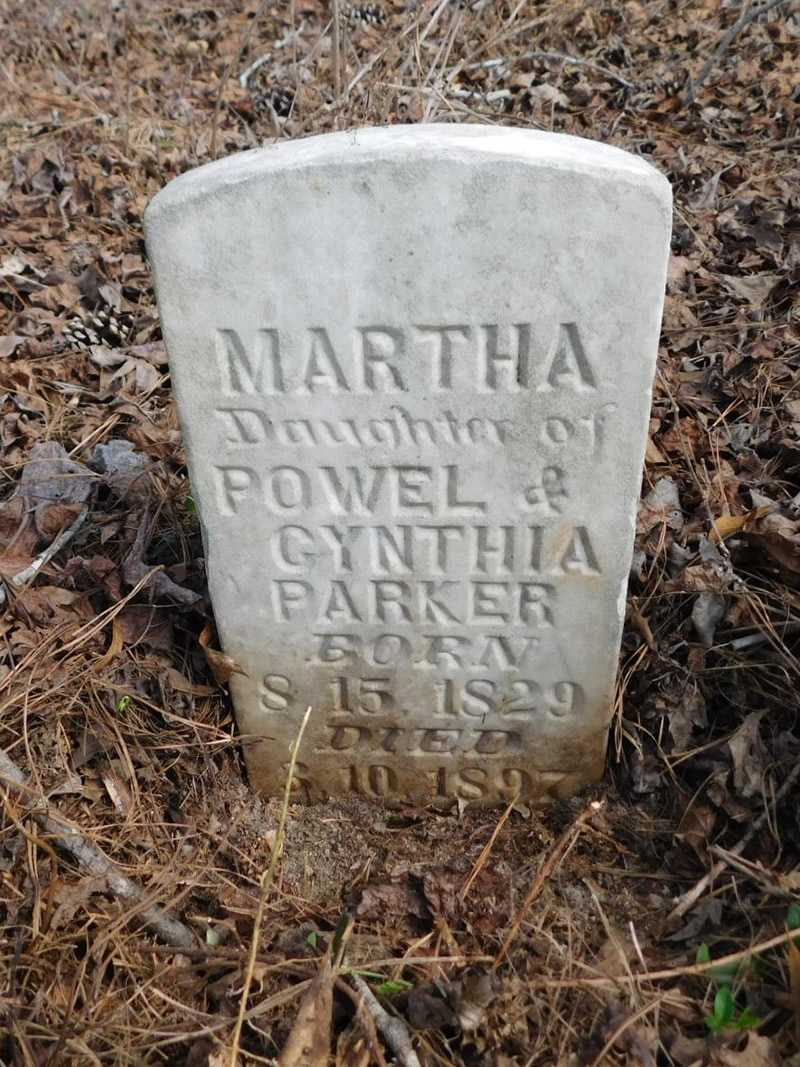 MARTHA
Daughter of
POWEL &
CYNTHIA
PARKER
BORN
8 15 1829
DIED
10 1897